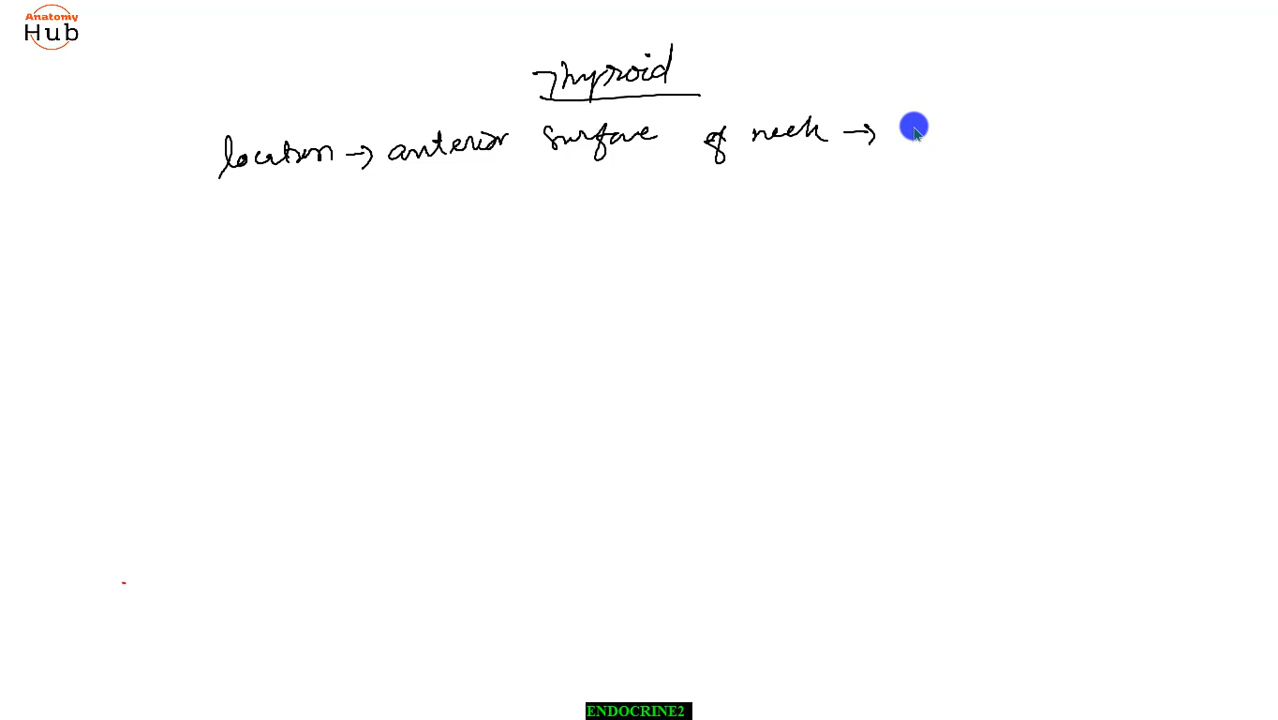 Anatomy
Hub
Thyroid
location → anterior surface of neck →
ENDOCRINE2